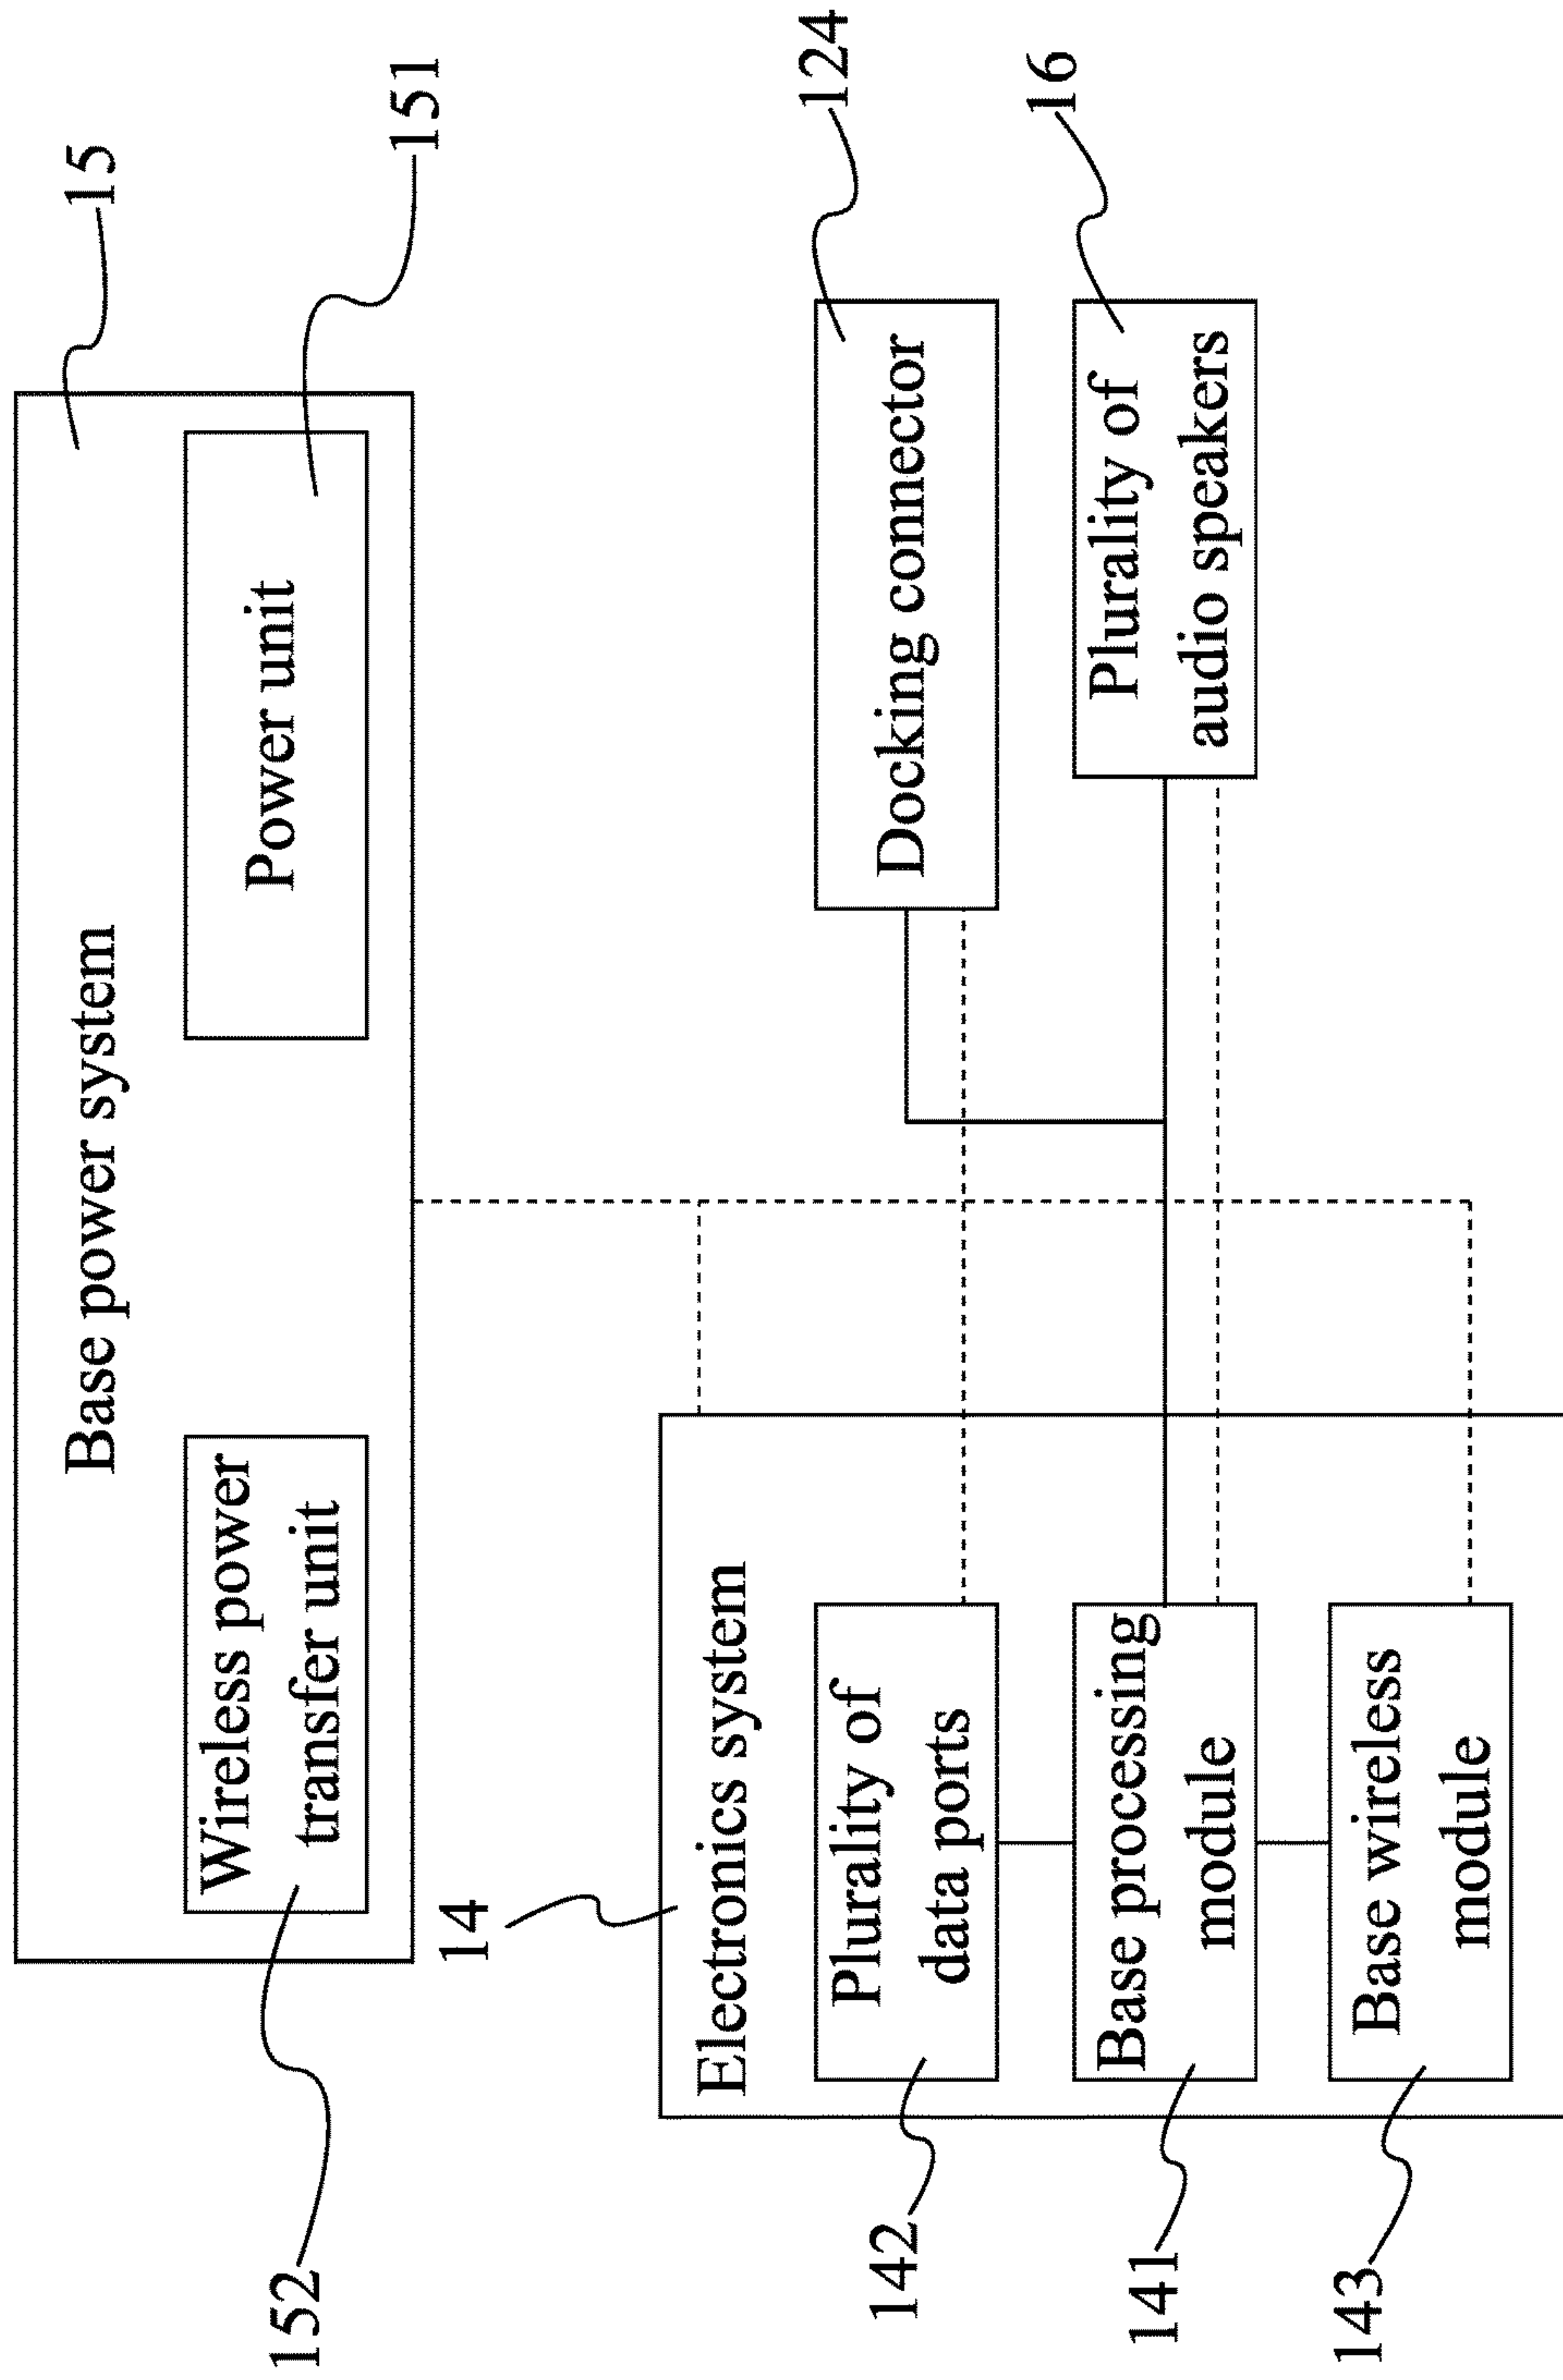 15
Base power system
151
Wireless power
transfer unit
Power unit
152
14
Electronics system
124
Plurality of
data ports
Docking connector
142
16
Base processing
module
Plurality of
audio speakers
141
Base wireless
module
143